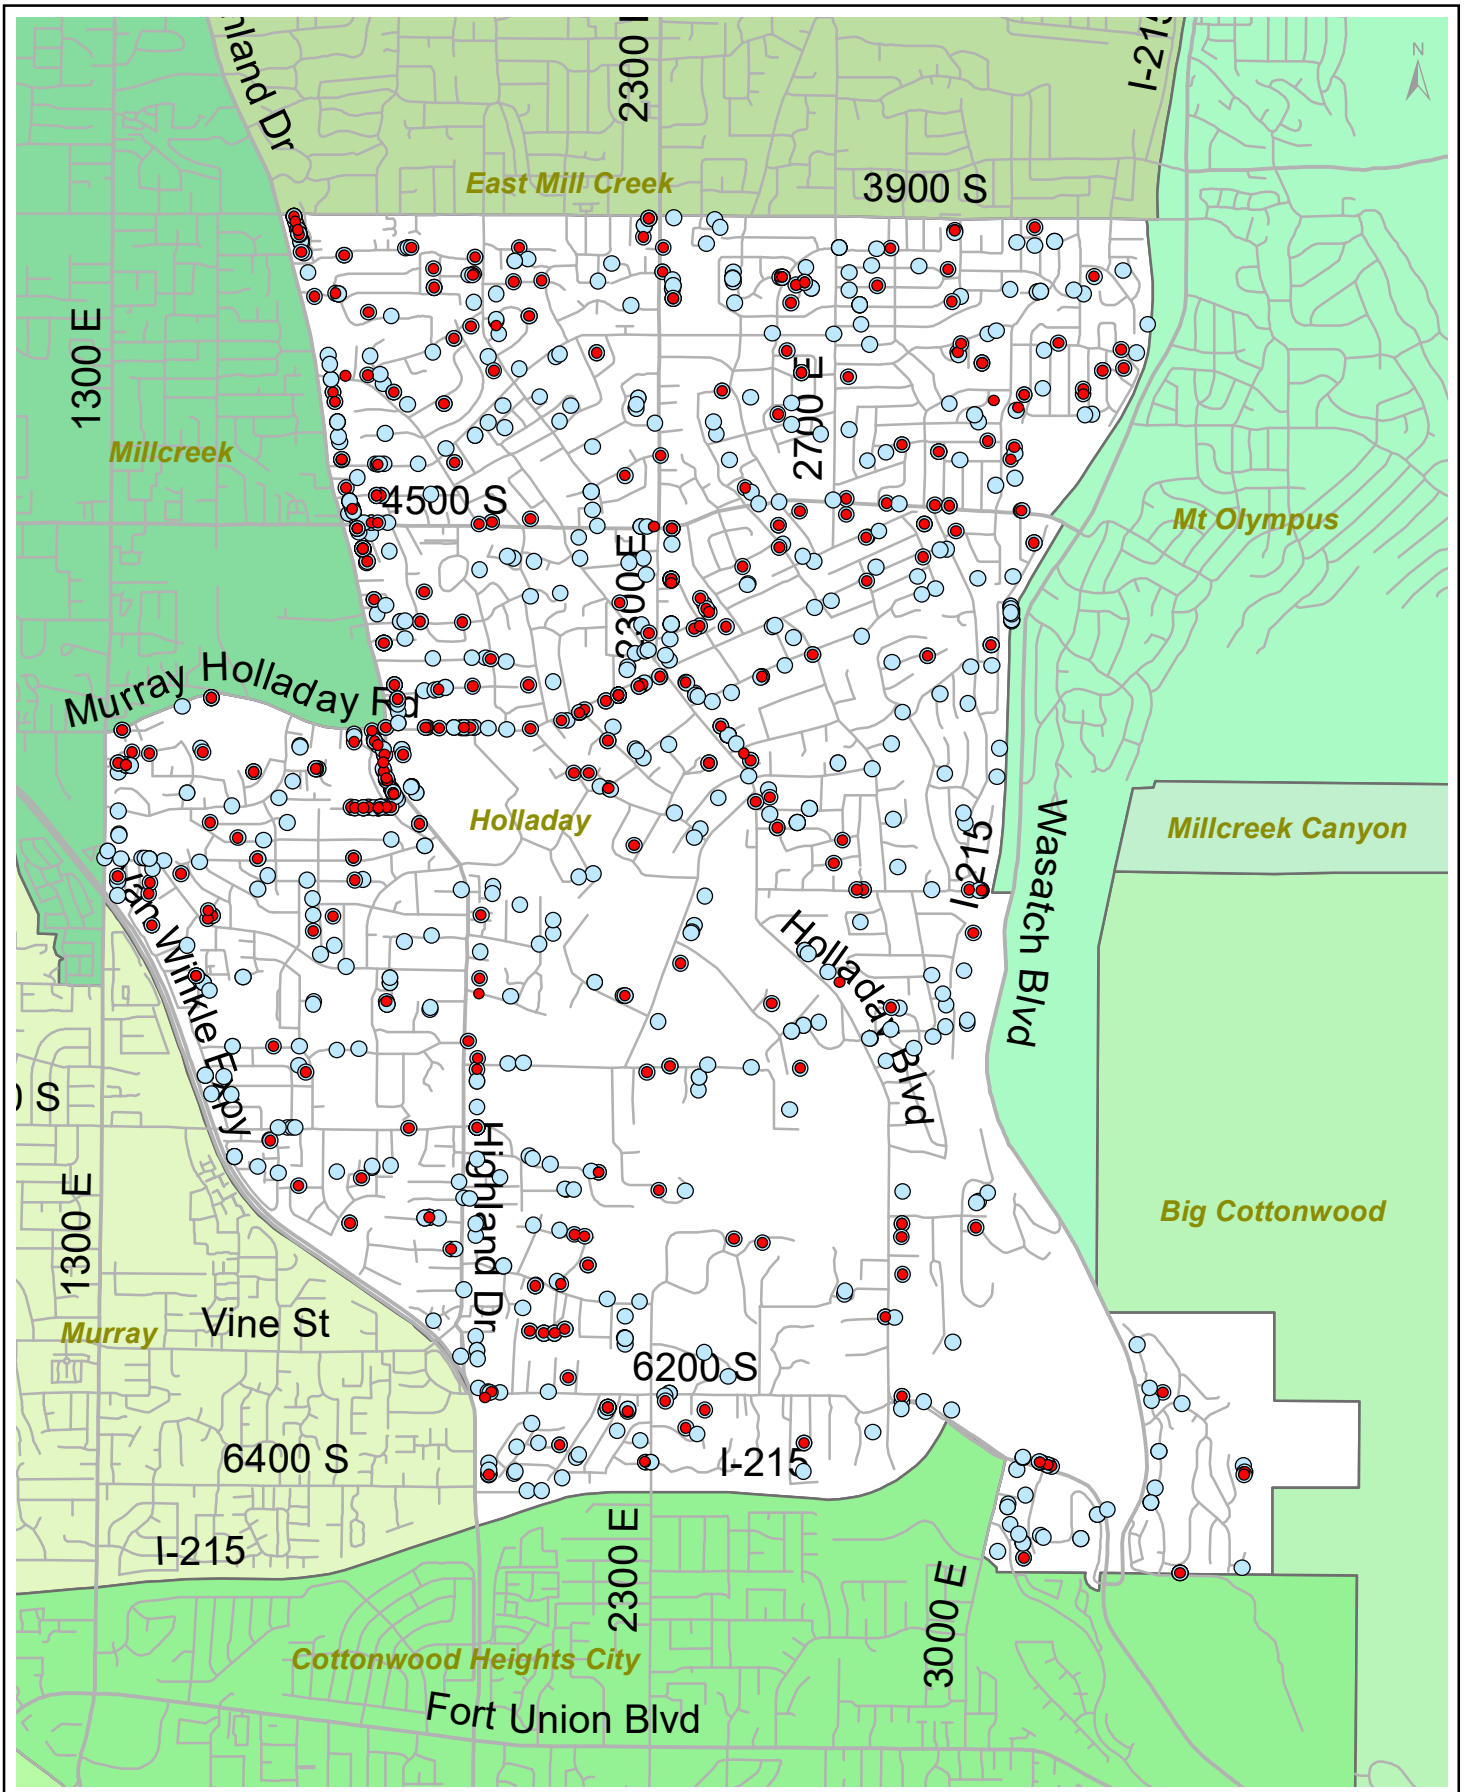 hland Dr
2300 E
I-215
N
East Mill Creek
3900 S
1300 E
Millcreek
2700 E
4500 S
Mt Olympus
2300 E
Murray Holladay Rd
Holladay
Millcreek Canyon
I-215
Wasatch Blvd
Van Winkle Expy
Holladay Blvd
0 S
Highland Dr
1300 E
Big Cottonwood
Vine St
Murray
6200 S
6400 S
I-215
I-215
2300 E
3000 E
Cottonwood Heights City
Fort Union Blvd